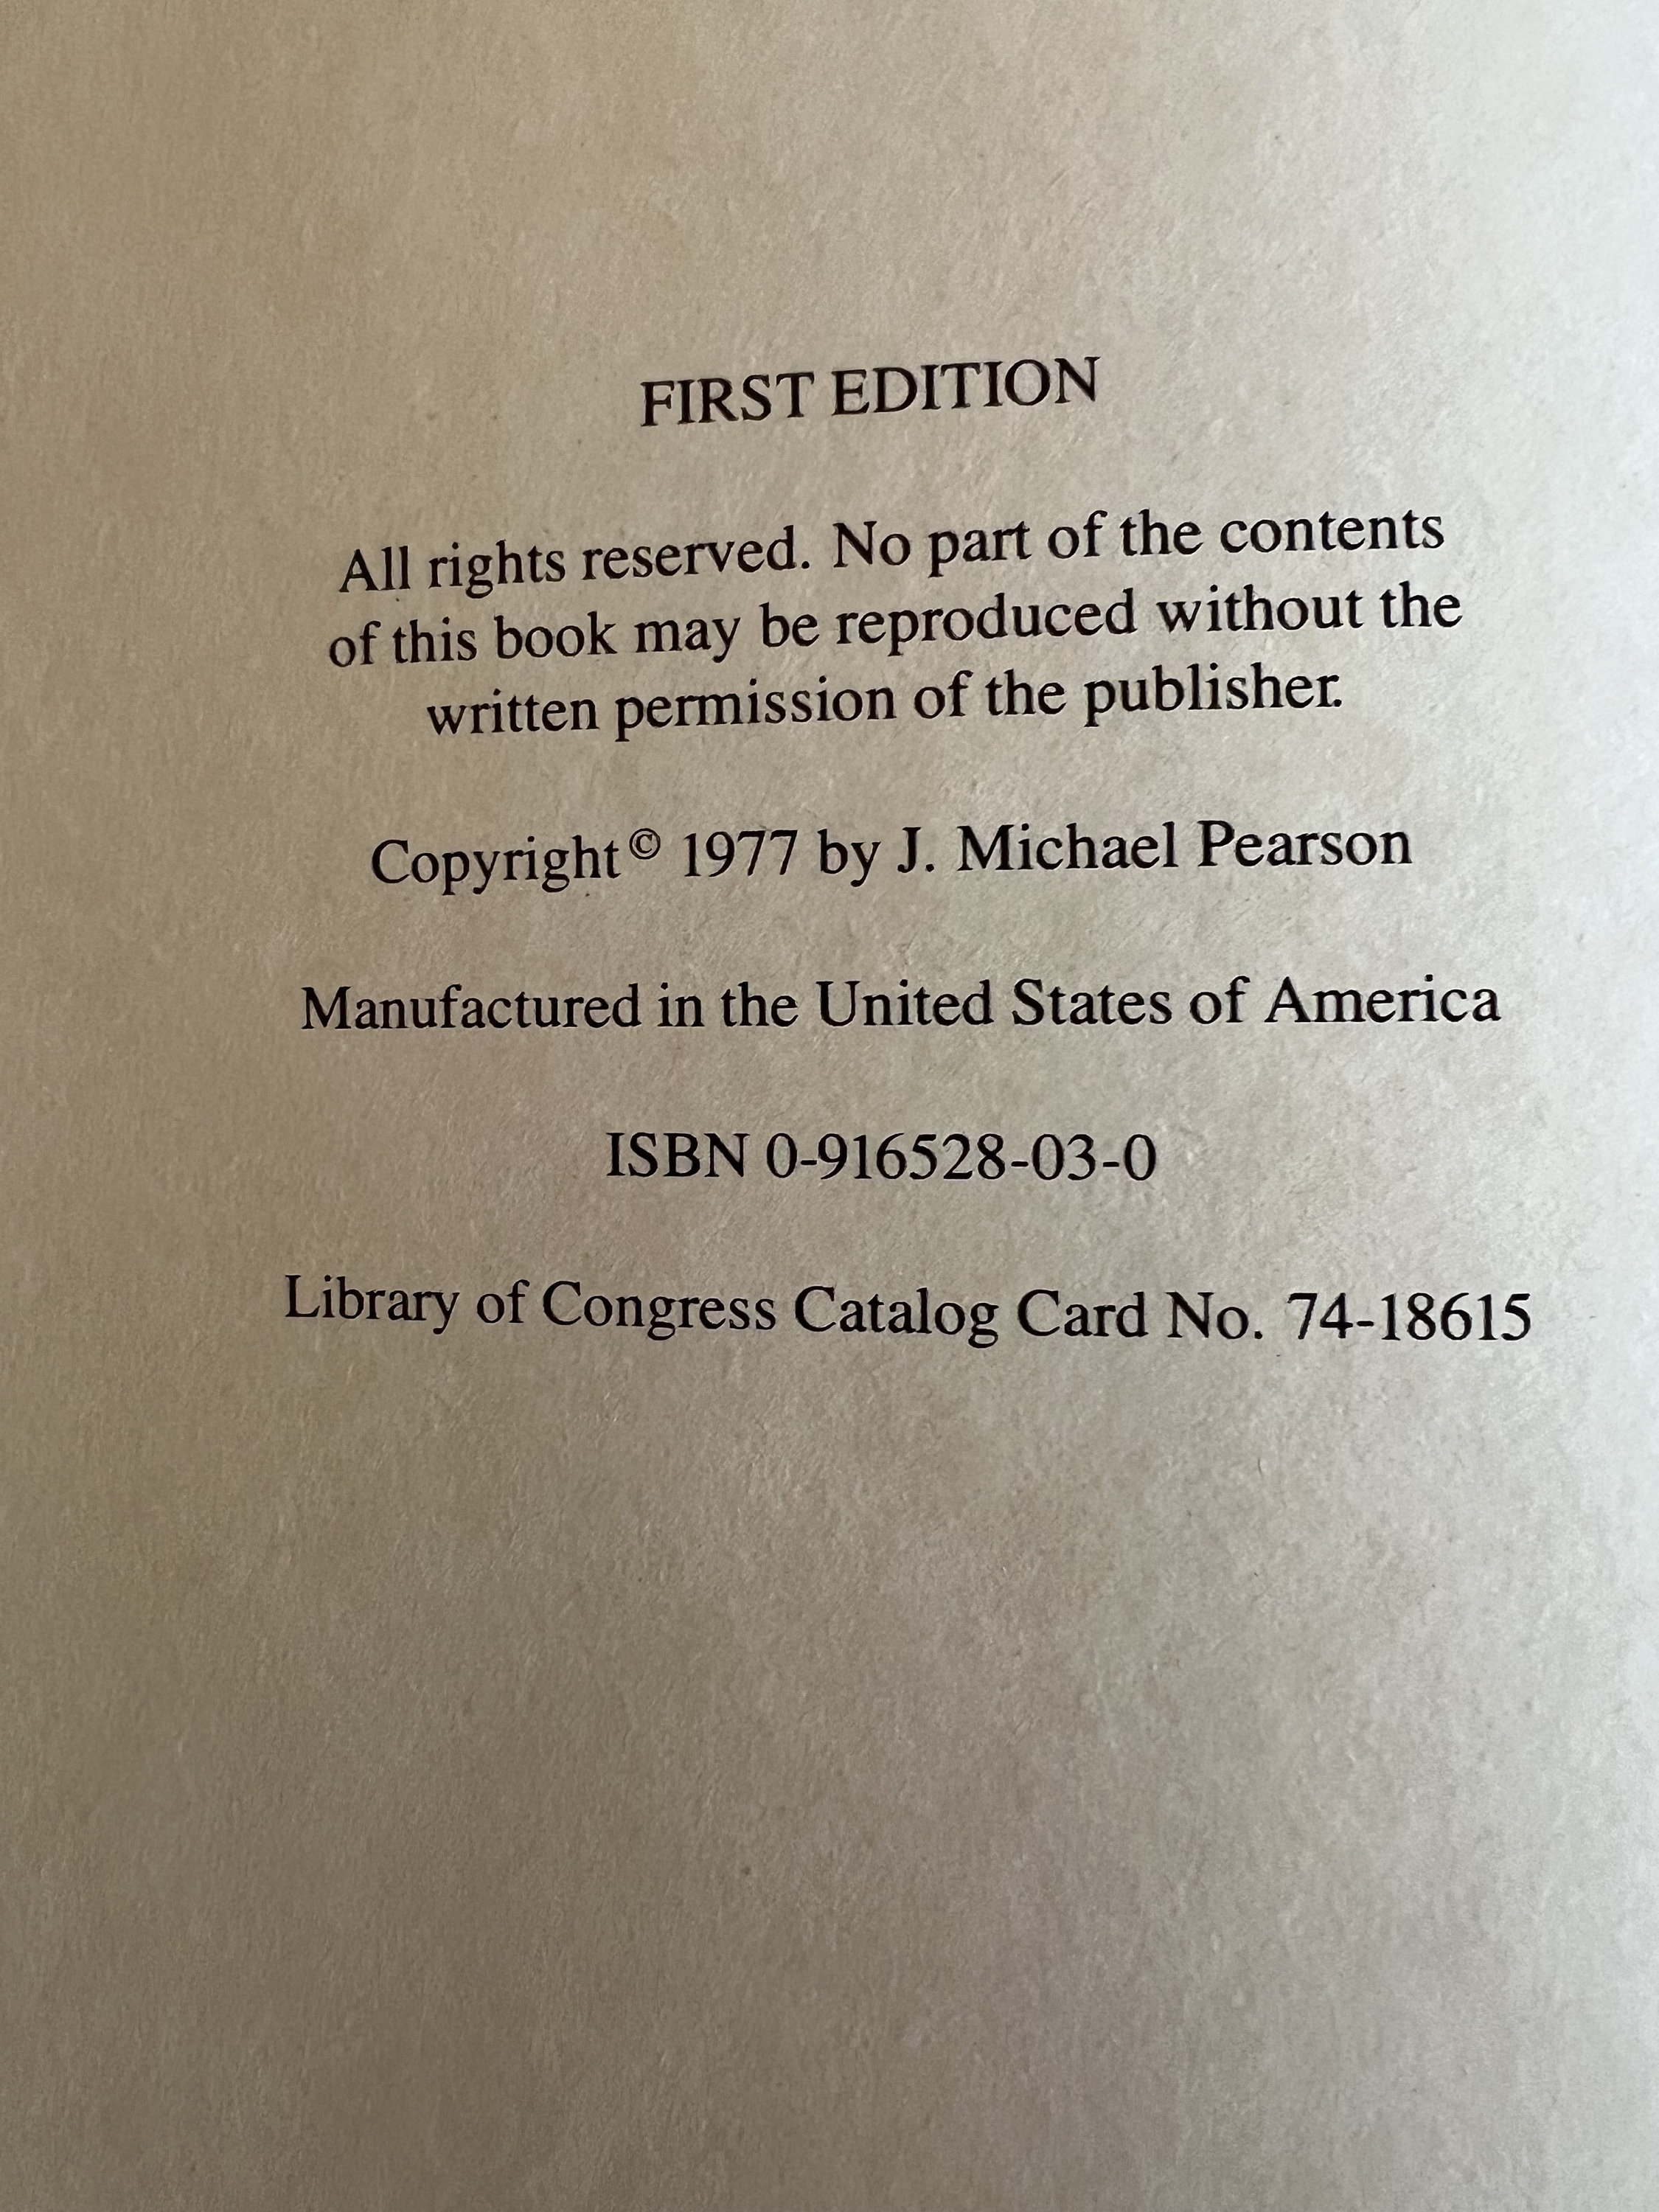 FIRST EDITION
All rights reserved. No part of the contents
of this book may be reproduced without the
written permission of the publisher.
Copyright© 1977 by J. Michael Pearson
Manufactured in the United States of America
ISBN 0-916528-03-0
Library of Congress Catalog Card No. 74-18615